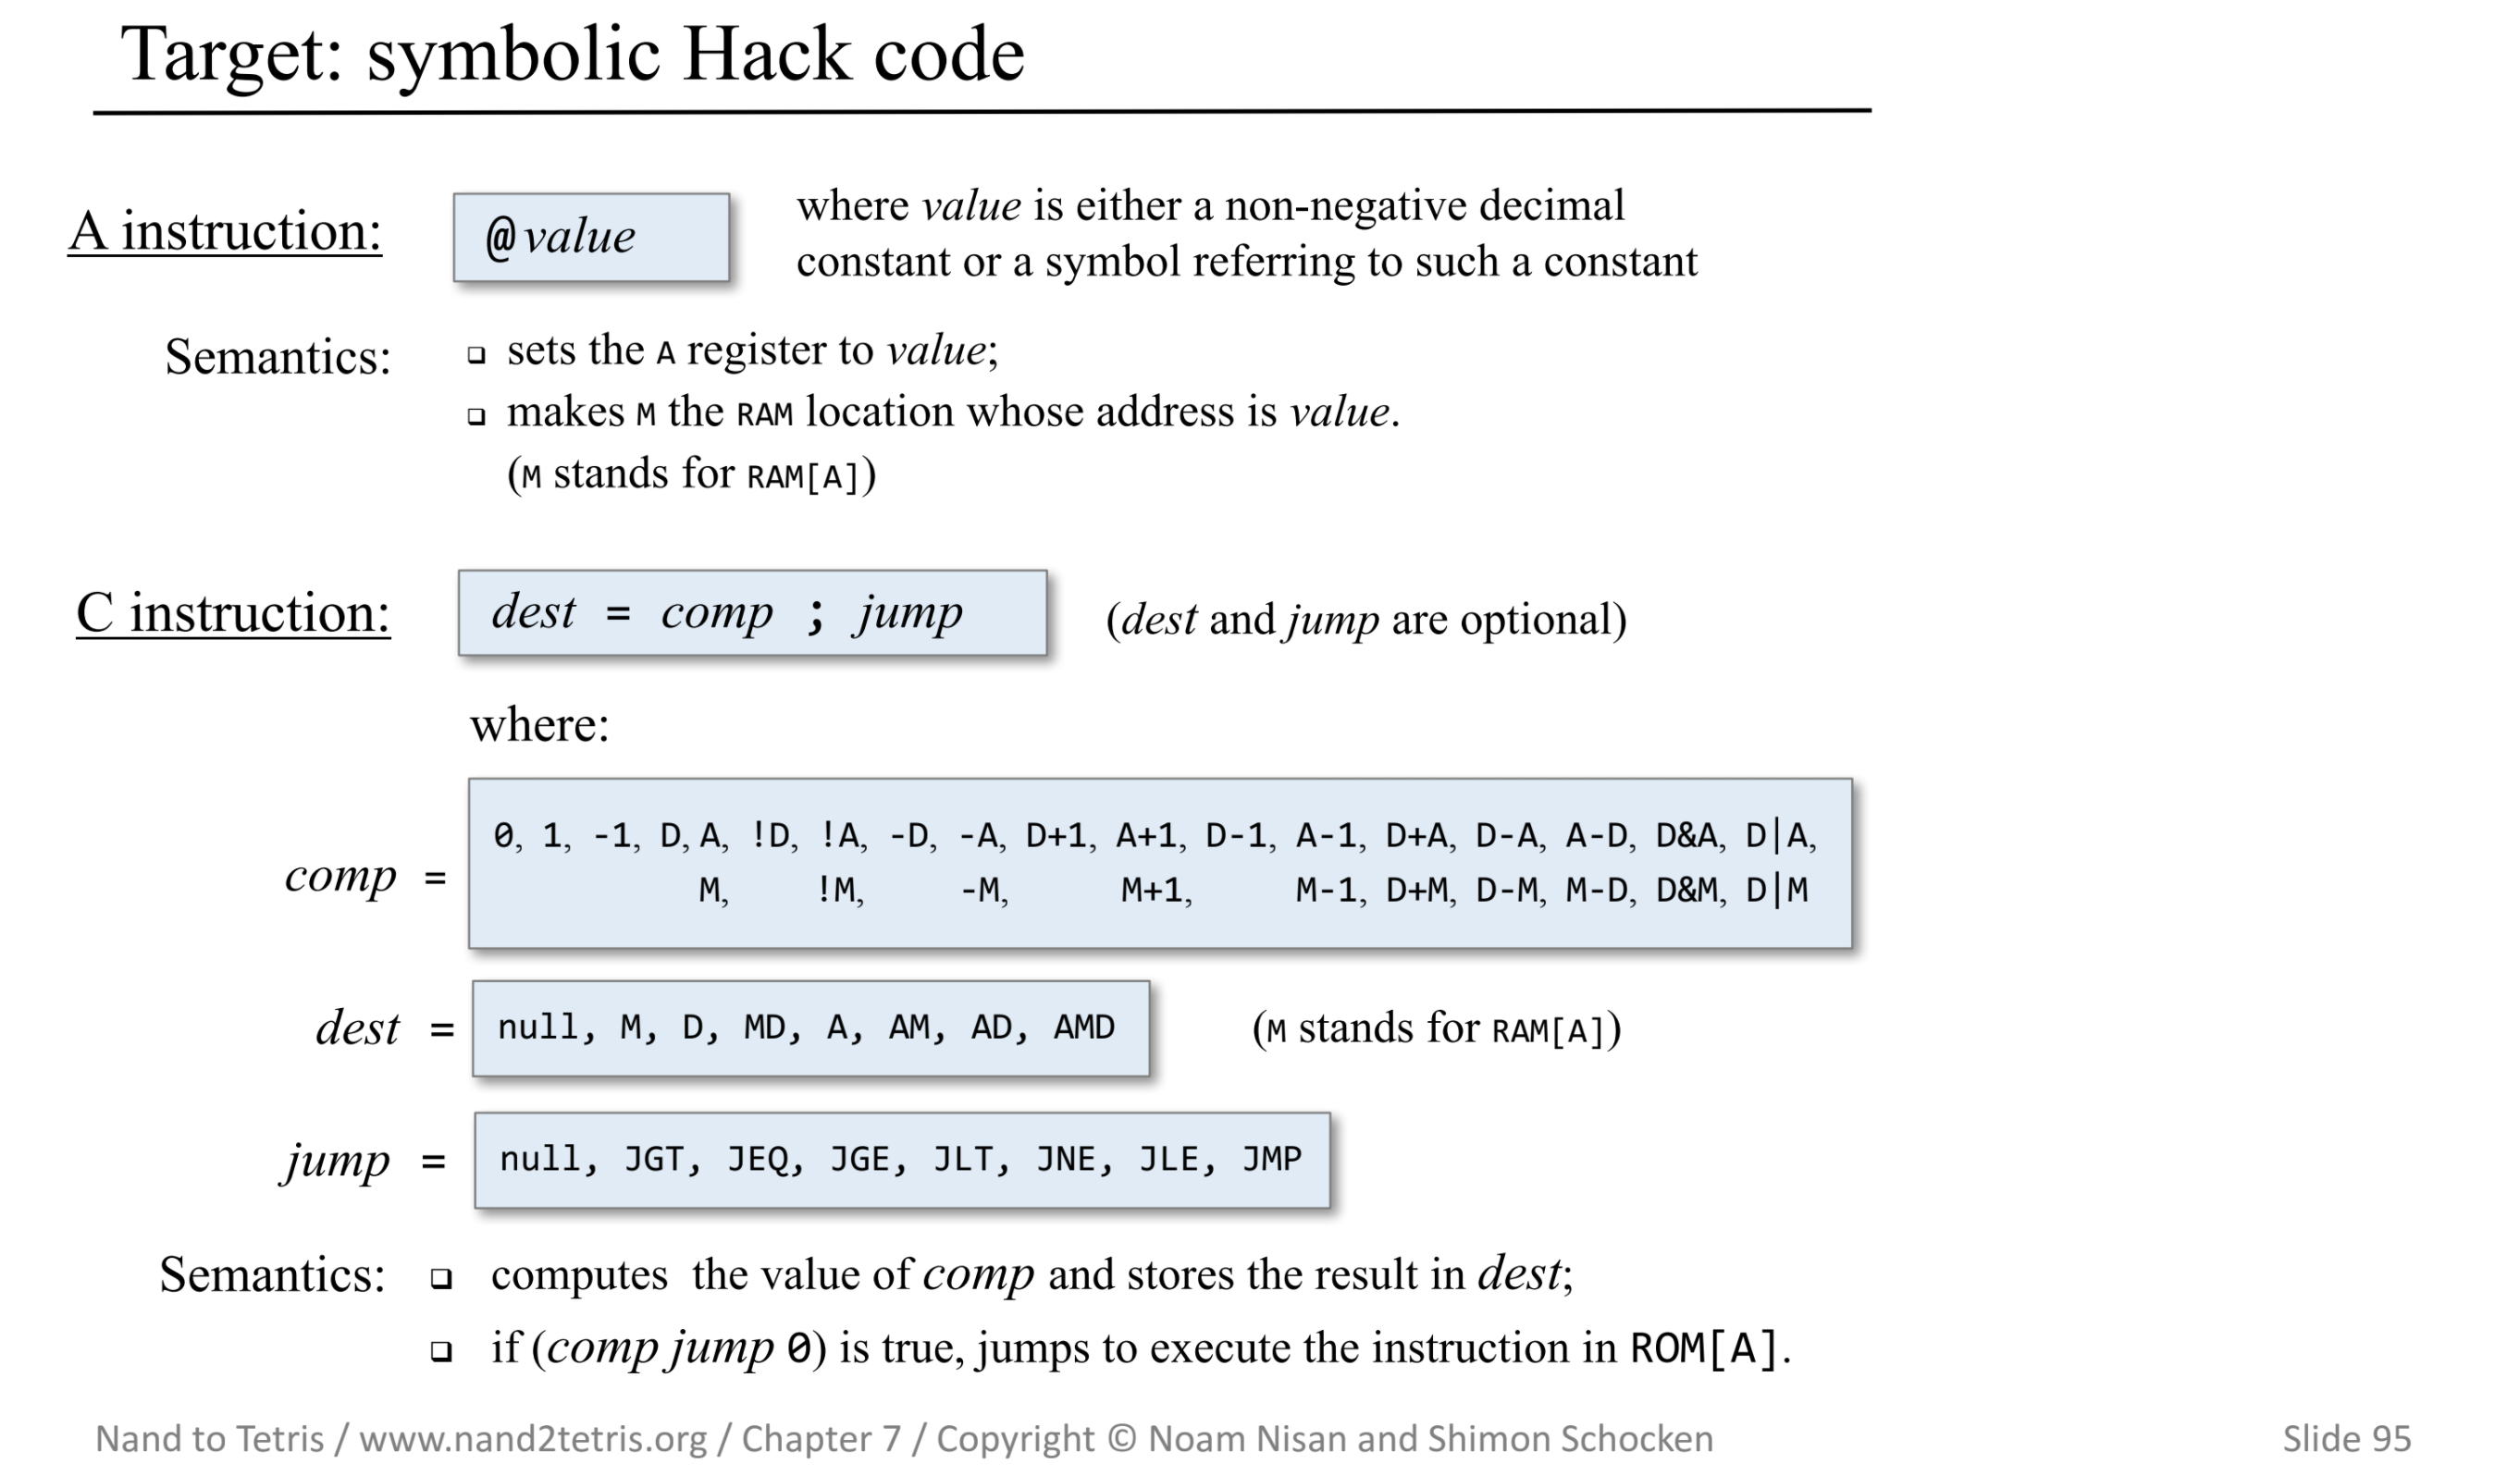 Target: symbolic Hack code
A instruction:
@value
where value is either a non-negative decimal
constant or a symbol referring to such a constant
Semantics:
❑ sets the A register to value;
❑ makes M the RAM location whose address is value.
(M stands for RAM[A])
C instruction:
dest = comp ; jump
(dest and jump are optional)
where:
comp =
0, 1, -1, D, A, !D, !A, -D, -A, D+1, A+1, D-1, A-1, D+A, D-A, A-D, D&A, D|A,
M, !M, -M, M+1, M-1, D+M, D-M, M-D, D&M, D|M
dest =
null, M, D, MD, A, AM, AD, AMD
(M stands for RAM[A])
jump =
null, JGT, JEQ, JGE, JLT, JNE, JLE, JMP
Semantics:
❑ computes the value of comp and stores the result in dest;
❑ if (comp jump 0) is true, jumps to execute the instruction in ROM[A].
Nand to Tetris / www.nand2tetris.org / Chapter 7 / Copyright © Noam Nisan and Shimon Schocken
Slide 95